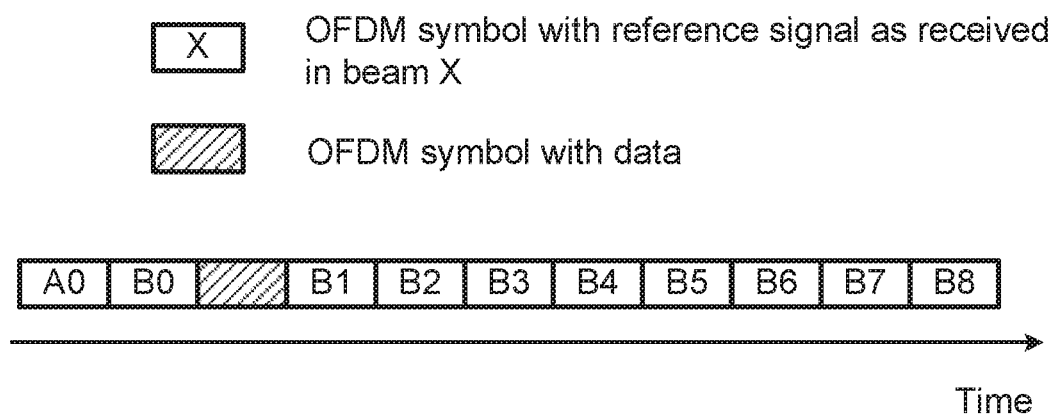 X
OFDM symbol with reference signal as received
in beam X
OFDM symbol with data
A0 B0 B1 B2 B3 B4 B5 B6 B7 B8
Time